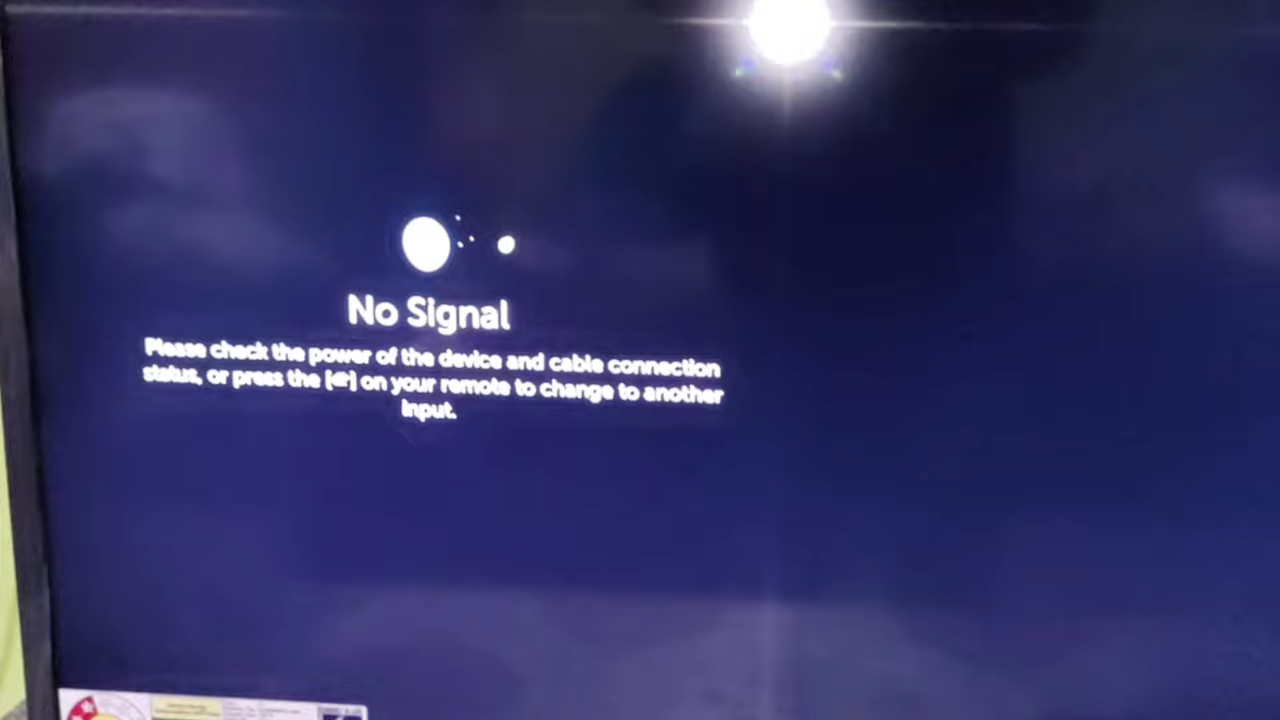 No Signal
Please check the power of the device and cable connection
status, or press the [] on your remote to change to another
input.